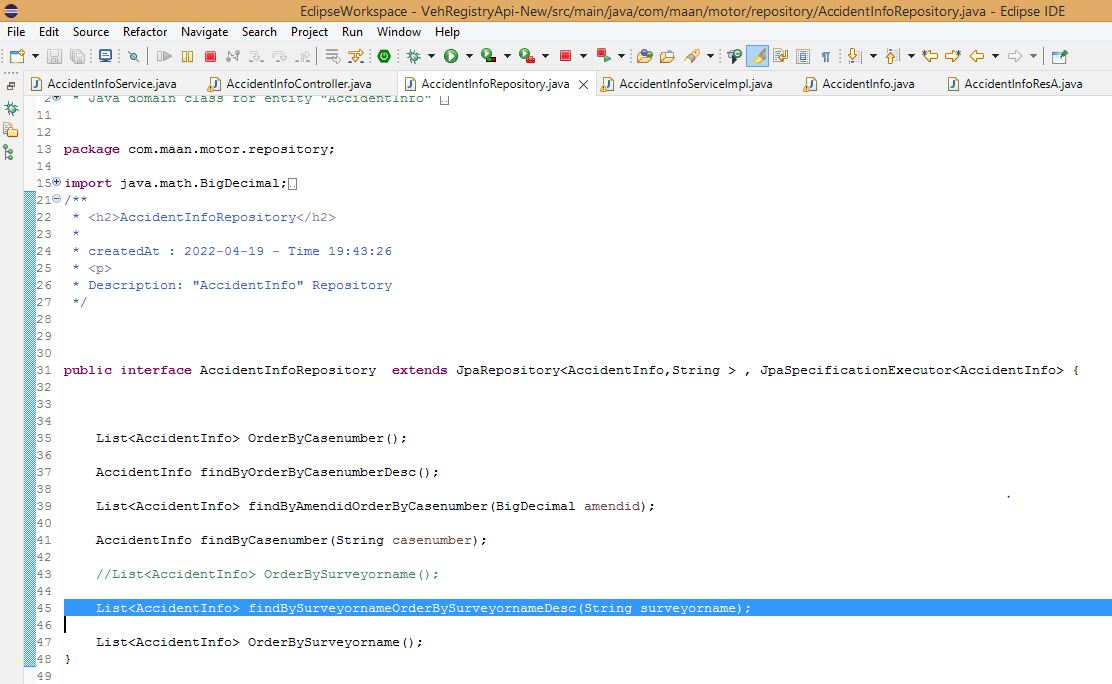 EclipseWorkspace - VehRegistryApi-New/src/main/java/com/maan/motor/repository/AccidentInfoRepository.java - Eclipse IDE
File Edit Source Refactor Navigate Search Project Run Window Help
AccidentInfoService.java AccidentInfoController.java AccidentInfoRepository.java AccidentInfoServiceImpl.java AccidentInfo.java AccidentInfoResA.java
2 * Java domain class for entity "AccidentInfo"
11
12
13 package com.maan.motor.repository;
14
15 import java.math.BigDecimal;
21 /**
22 * <h2>AccidentInfoRepository</h2>
23 *
24 * createdAt : 2022-04-19 - Time 19:43:26
25 * <p>
26 * Description: "AccidentInfo" Repository
27 */
28
29
30
31 public interface AccidentInfoRepository  extends JpaRepository<AccidentInfo,String > , JpaSpecificationExecutor<AccidentInfo> {
32
33
34
35     List<AccidentInfo> OrderByCasenumber();
36
37     AccidentInfo findByOrderByCasenumberDesc();
38
39     List<AccidentInfo> findByAmendidOrderByCasenumber(BigDecimal amendid);
40
41     AccidentInfo findByCasenumber(String casenumber);
42
43     //List<AccidentInfo> OrderBySurveyorname();
44
45     List<AccidentInfo> findBySurveyornameOrderBySurveyornameDesc(String surveyorname);
46
47     List<AccidentInfo> OrderBySurveyorname();
48 }
49